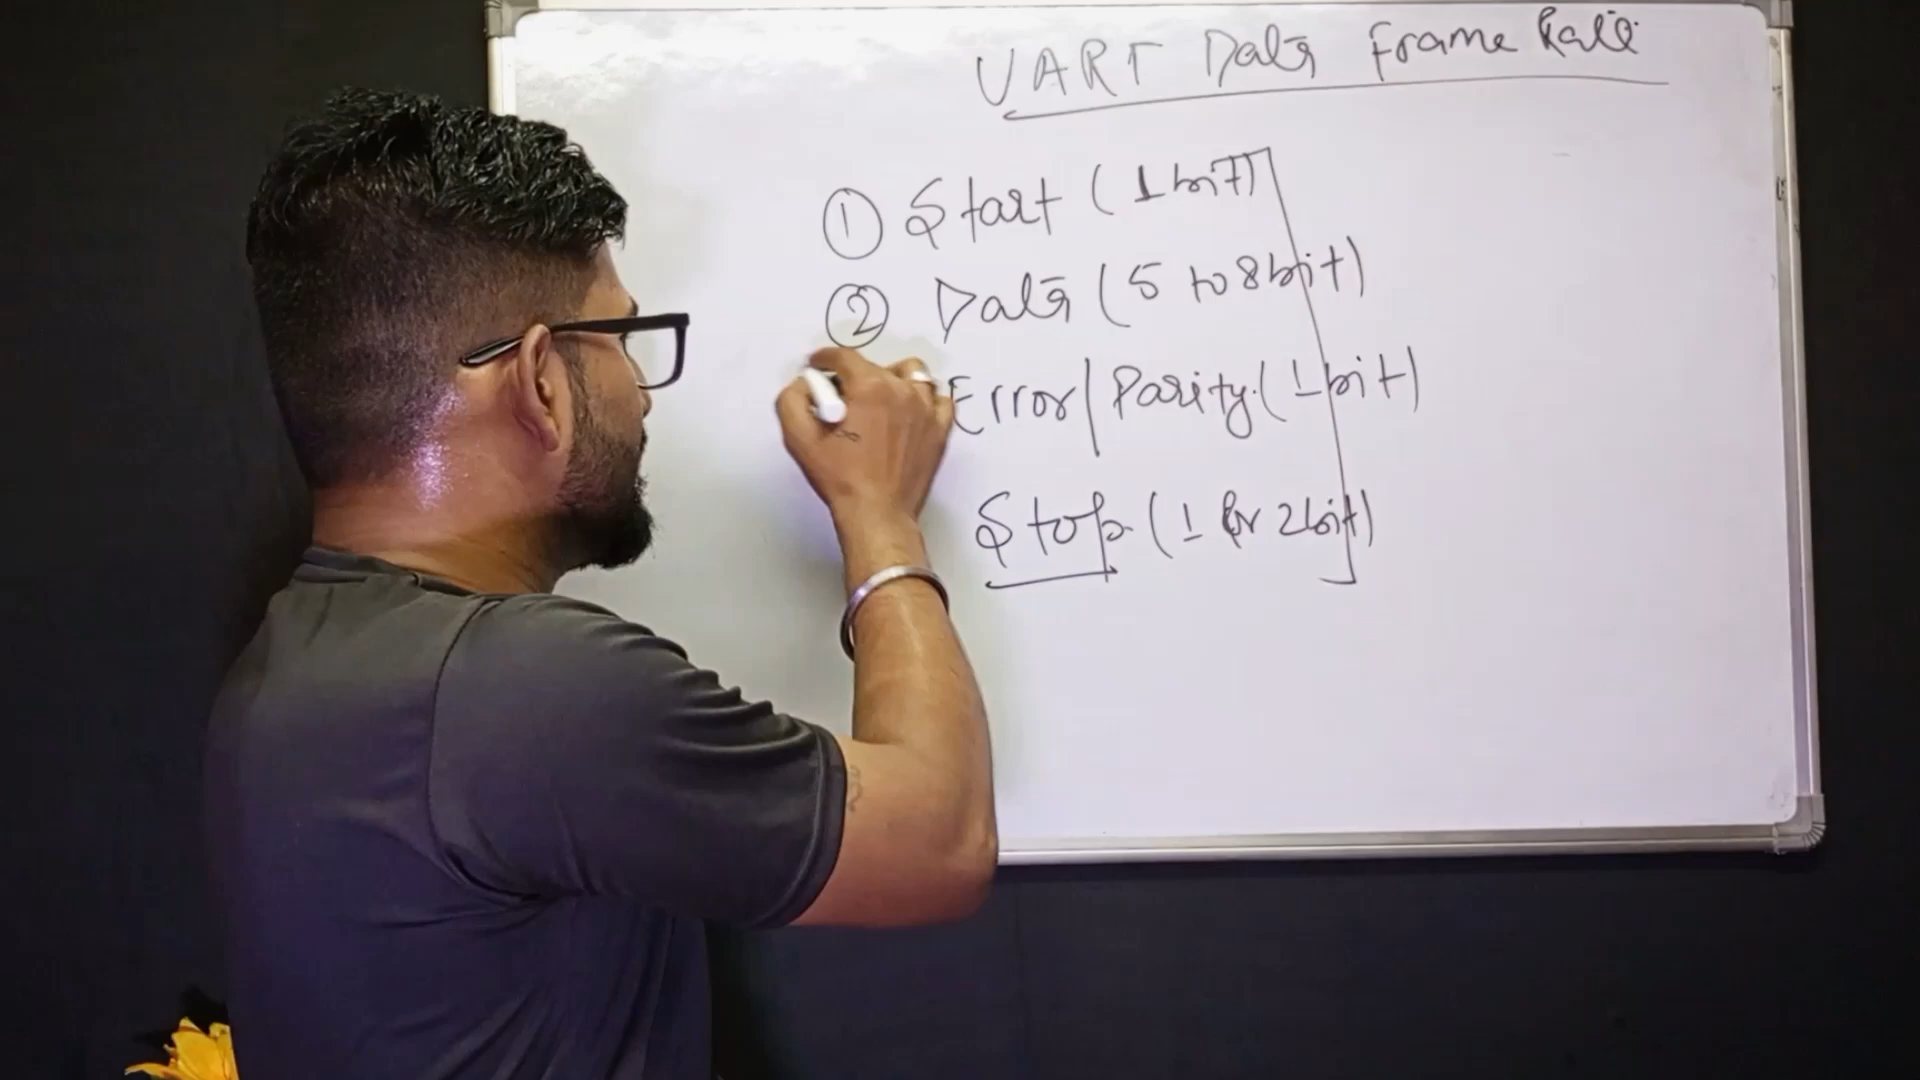 UART Data Frame Rate
① Start (1 bit)
② Data (5 to 8 bit)
Error/Parity (1 bit)
Stop (1 or 2 bit)